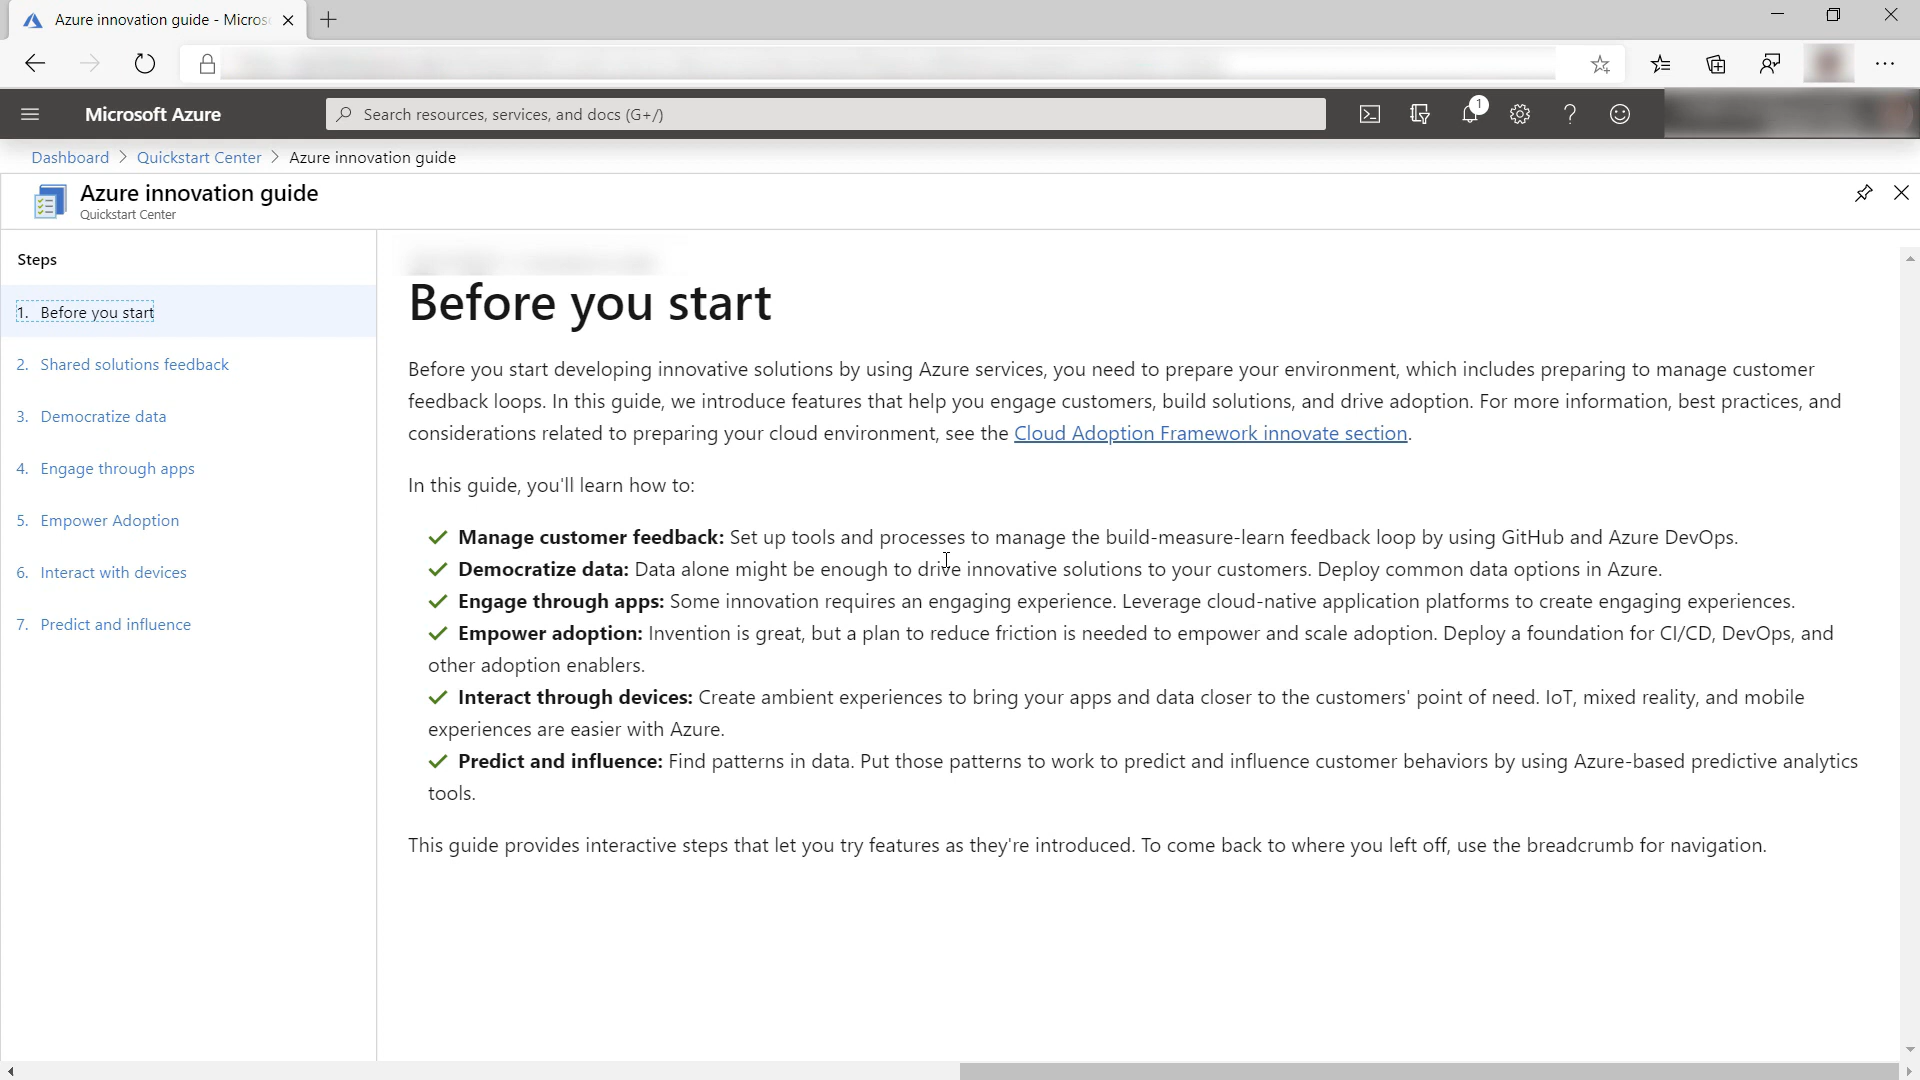 Azure innovation guide - Micros
Microsoft Azure
Search resources, services, and docs (G+/)
1
Dashboard > Quickstart Center > Azure innovation guide
Azure innovation guide
Quickstart Center
Steps
1. Before you start
2. Shared solutions feedback
3. Democratize data
4. Engage through apps
5. Empower Adoption
6. Interact with devices
7. Predict and influence
Before you start
Before you start developing innovative solutions by using Azure services, you need to prepare your environment, which includes preparing to manage customer
feedback loops. In this guide, we introduce features that help you engage customers, build solutions, and drive adoption. For more information, best practices, and
considerations related to preparing your cloud environment, see the Cloud Adoption Framework innovate section.
In this guide, you'll learn how to:
✓ Manage customer feedback: Set up tools and processes to manage the build-measure-learn feedback loop by using GitHub and Azure DevOps.
✓ Democratize data: Data alone might be enough to drive innovative solutions to your customers. Deploy common data options in Azure.
✓ Engage through apps: Some innovation requires an engaging experience. Leverage cloud-native application platforms to create engaging experiences.
✓ Empower adoption: Invention is great, but a plan to reduce friction is needed to empower and scale adoption. Deploy a foundation for CI/CD, DevOps, and
other adoption enablers.
✓ Interact through devices: Create ambient experiences to bring your apps and data closer to the customers' point of need. IoT, mixed reality, and mobile
experiences are easier with Azure.
✓ Predict and influence: Find patterns in data. Put those patterns to work to predict and influence customer behaviors by using Azure-based predictive analytics
tools.
This guide provides interactive steps that let you try features as they're introduced. To come back to where you left off, use the breadcrumb for navigation.